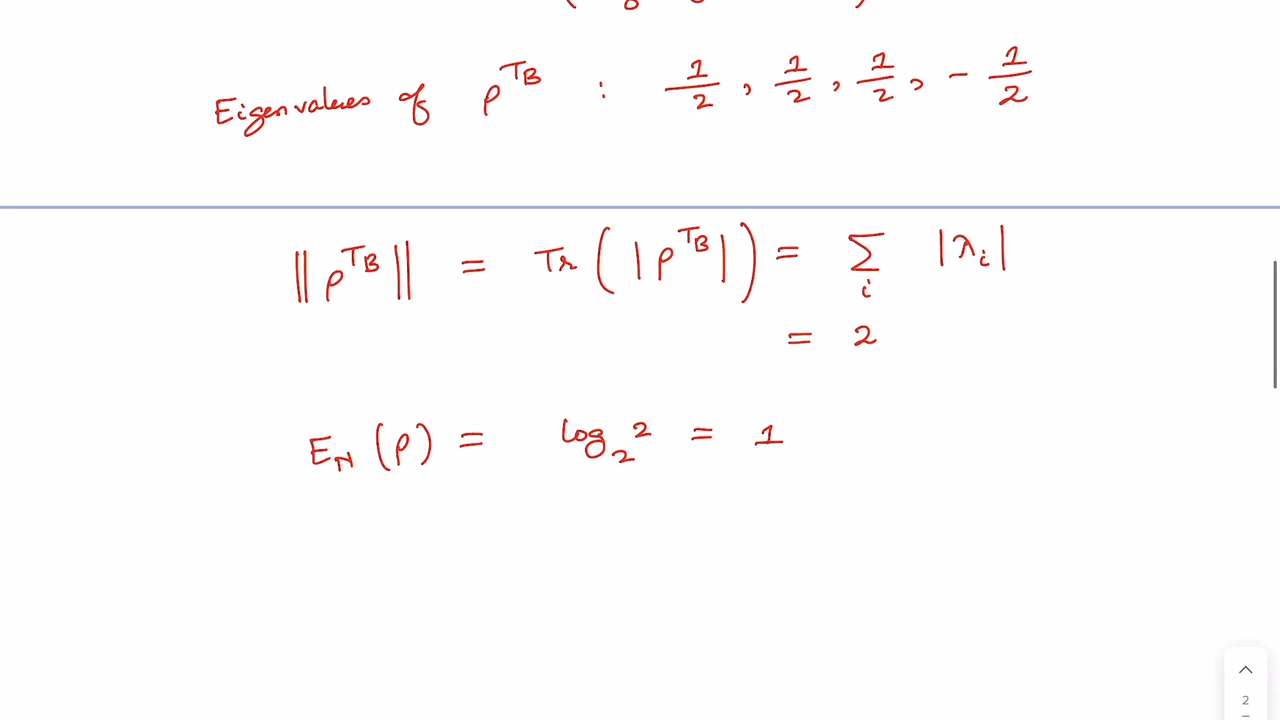 Eigenvalues of ρ^{T_B} : 1/2, 1/2, 1/2, -1/2
||ρ^{T_B}|| = Tr(|ρ^{T_B}|) = Σ_i |λ_i|
= 2
E_N(ρ) = log_2 2 = 1
2